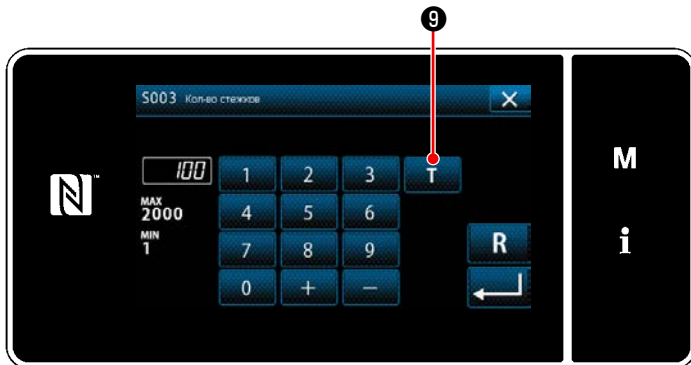 9
S003 Кол-во стежков
100 1 2 3 T
MAX
2000 4 5 6
MIN
1 7 8 9 R
0 + −
M
i